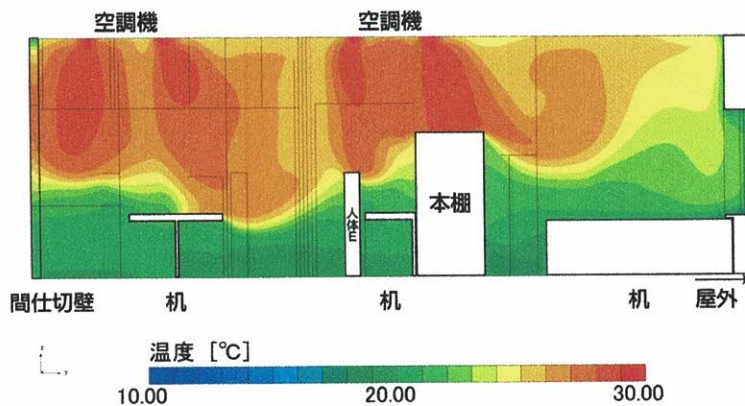 空調機 空調機
人体E
本棚
間仕切壁 机 机 机 屋外
温度 [℃]
10.00 20.00 30.00